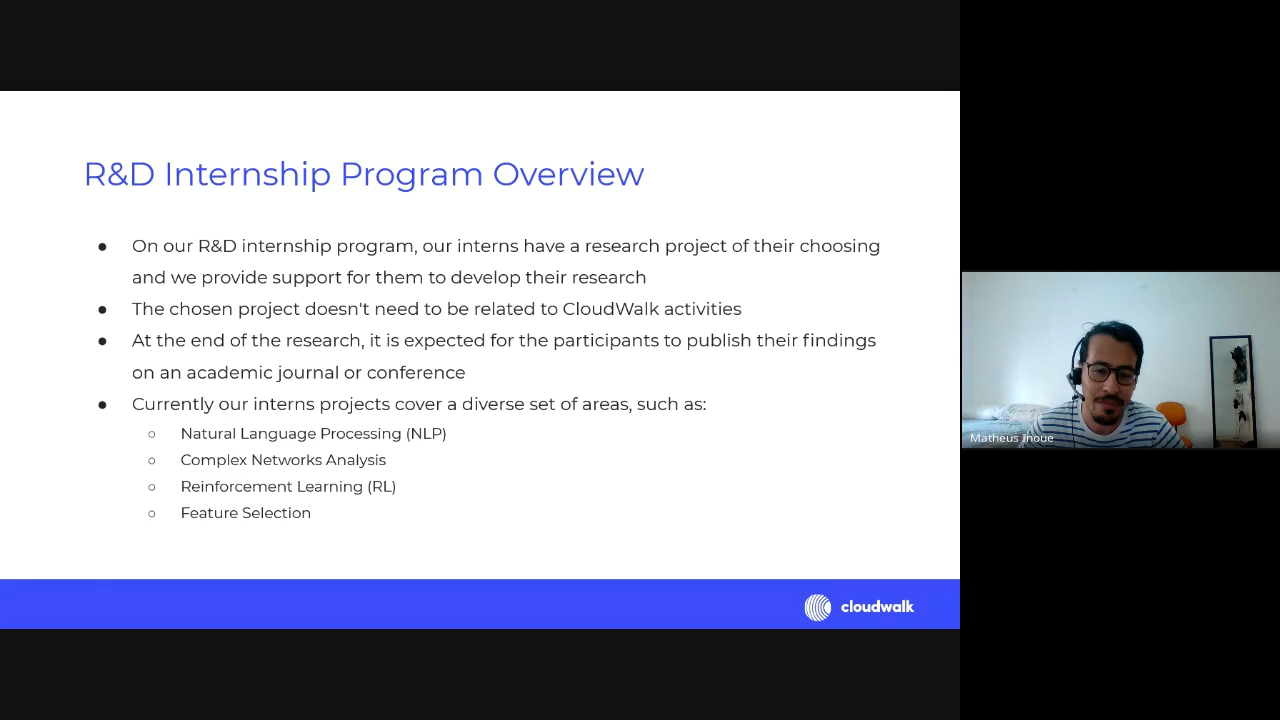 R&D Internship Program Overview
● On our R&D internship program, our interns have a research project of their choosing
and we provide support for them to develop their research
● The chosen project doesn't need to be related to CloudWalk activities
● At the end of the research, it is expected for the participants to publish their findings
on an academic journal or conference
● Currently our interns projects cover a diverse set of areas, such as:
○ Natural Language Processing (NLP)
○ Complex Networks Analysis
○ Reinforcement Learning (RL)
○ Feature Selection
cloudwalk
Matheus Inoue